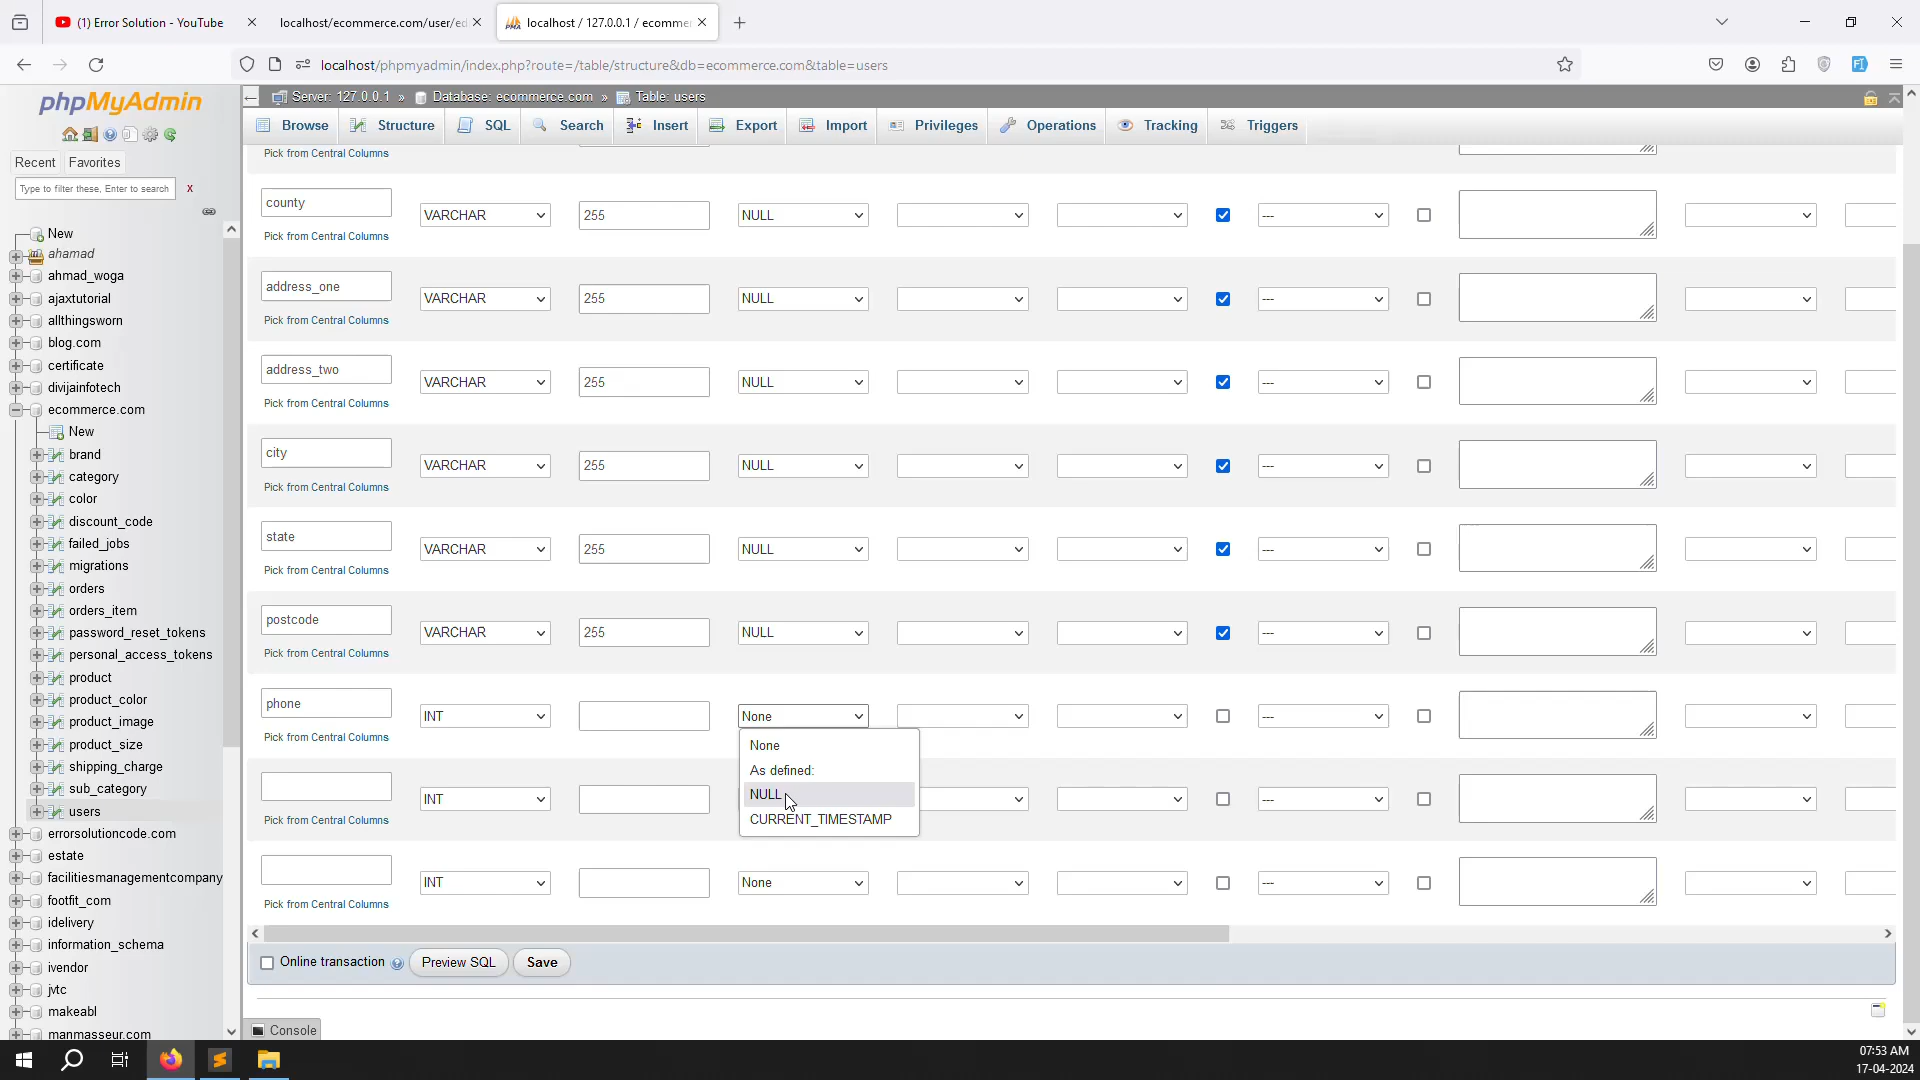 (1) Error Solution - YouTube
localhost/ecommerce.com/user/ed
localhost / 127.0.0.1 / ecomme
localhost/phpmyadmin/index.php?route=/table/structure&db=ecommerce.com&table=users
phpMyAdmin
Recent
Favorites
Type to filter these, Enter to search
X
New
ahamad
ahmad_woga
ajaxtutorial
allthingsworn
blog.com
certificate
divijainfotech
ecommerce.com
New
brand
category
color
discount_code
failed_jobs
migrations
orders
orders_item
password_reset_tokens
personal_access_tokens
product
product_color
product_image
product_size
shipping_charge
sub_category
users
errorsolutioncode.com
estate
facilitiesmanagementcompany
footfit_com
idelivery
information_schema
ivendor
jvtc
makeabl
manmasseur.com
Server: 127.0.0.1 » Database: ecommerce.com » Table: users
Browse
Structure
SQL
Search
Insert
Export
Import
Privileges
Operations
Tracking
Triggers
Pick from Central Columns
county VARCHAR 255 NULL ---
Pick from Central Columns
address_one VARCHAR 255 NULL ---
Pick from Central Columns
address_two VARCHAR 255 NULL ---
Pick from Central Columns
city VARCHAR 255 NULL ---
Pick from Central Columns
state VARCHAR 255 NULL ---
Pick from Central Columns
postcode VARCHAR 255 NULL ---
Pick from Central Columns
phone INT None ---
Pick from Central Columns
None
As defined:
NULL
CURRENT_TIMESTAMP
INT ---
Pick from Central Columns
INT None ---
Pick from Central Columns
Online transaction
Preview SQL
Save
Console
07:53 AM
17-04-2024